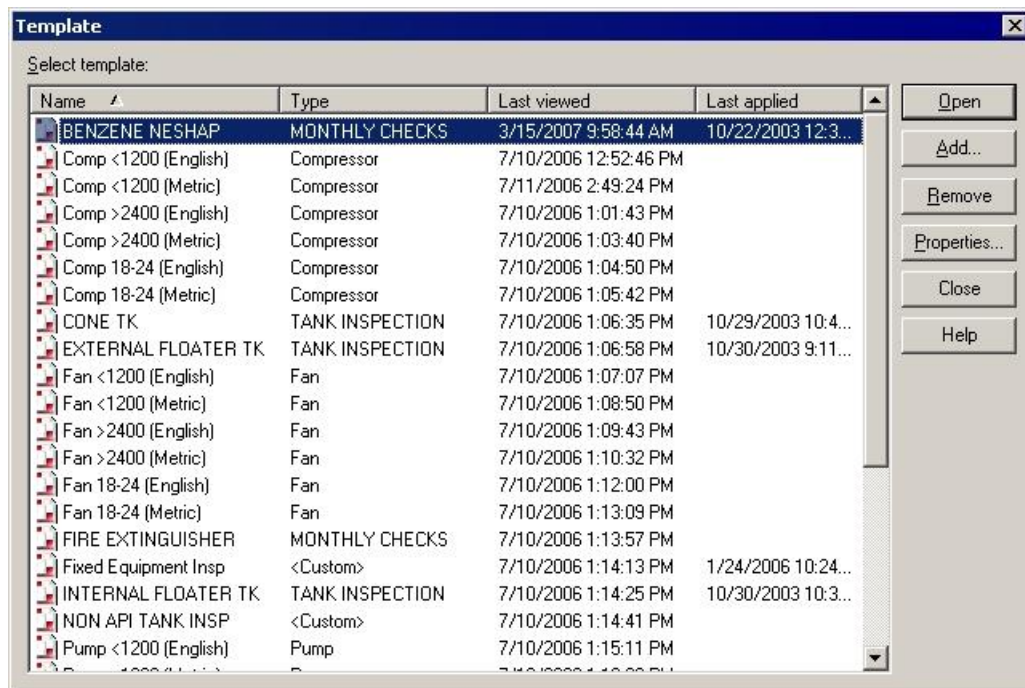 Template
Select template:
Name Type Last viewed Last applied
BENZENE NESHAP MONTHLY CHECKS 3/15/2007 9:58:44 AM 10/22/2003 12:3...
Comp <1200 (English) Compressor 7/10/2006 12:52:46 PM
Comp <1200 (Metric) Compressor 7/11/2006 2:49:24 PM
Comp >2400 (English) Compressor 7/10/2006 1:01:43 PM
Comp >2400 (Metric) Compressor 7/10/2006 1:03:40 PM
Comp 18-24 (English) Compressor 7/10/2006 1:04:50 PM
Comp 18-24 (Metric) Compressor 7/10/2006 1:05:42 PM
CONE TK TANK INSPECTION 7/10/2006 1:06:35 PM 10/29/2003 10:4...
EXTERNAL FLOATER TK TANK INSPECTION 7/10/2006 1:06:58 PM 10/30/2003 9:11...
Fan <1200 (English) Fan 7/10/2006 1:07:07 PM
Fan <1200 (Metric) Fan 7/10/2006 1:08:50 PM
Fan >2400 (English) Fan 7/10/2006 1:09:43 PM
Fan >2400 (Metric) Fan 7/10/2006 1:10:32 PM
Fan 18-24 (English) Fan 7/10/2006 1:12:00 PM
Fan 18-24 (Metric) Fan 7/10/2006 1:13:09 PM
FIRE EXTINGUISHER MONTHLY CHECKS 7/10/2006 1:13:57 PM
Fixed Equipment Insp <Custom> 7/10/2006 1:14:13 PM 1/24/2006 10:24...
INTERNAL FLOATER TK TANK INSPECTION 7/10/2006 1:14:25 PM 10/30/2003 10:3...
NON API TANK INSP <Custom> 7/10/2006 1:14:41 PM
Pump <1200 (English) Pump 7/10/2006 1:15:11 PM
Open
Add...
Remove
Properties...
Close
Help